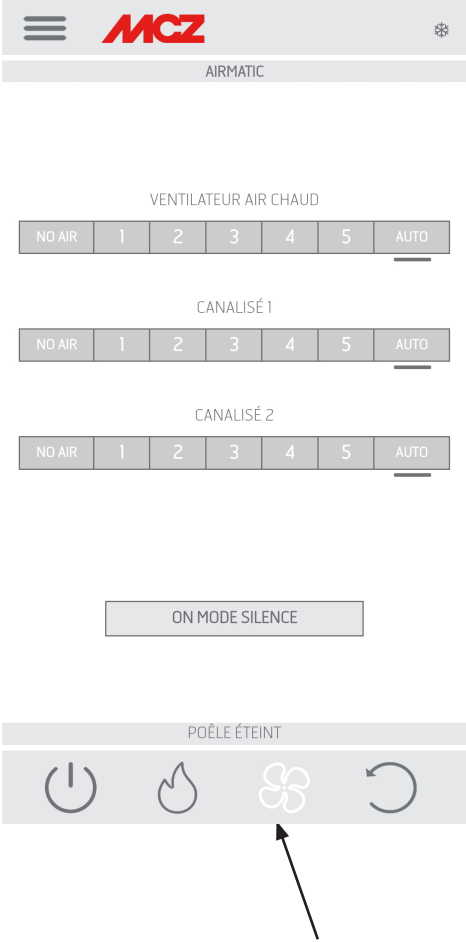 MCZ
AIRMATIC
VENTILATEUR AIR CHAUD
NO AIR 1 2 3 4 5 AUTO
CANALISÉ 1
NO AIR 1 2 3 4 5 AUTO
CANALISÉ 2
NO AIR 1 2 3 4 5 AUTO
ON MODE SILENCE
POÊLE ÉTEINT